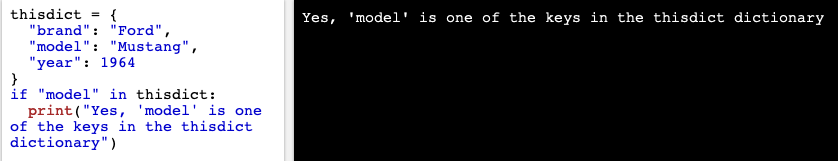 thisdict = {
  "brand": "Ford",
  "model": "Mustang",
  "year": 1964
}
if "model" in thisdict:
  print("Yes, 'model' is one
of the keys in the thisdict
dictionary")
Yes, 'model' is one of the keys in the thisdict dictionary